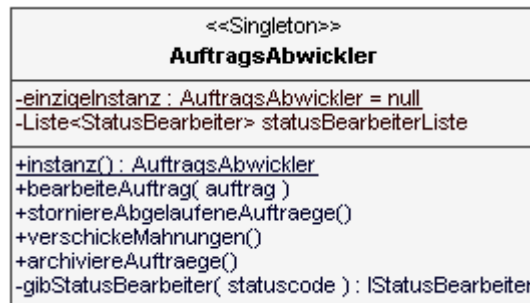 <<Singleton>>
AuftragsAbwickler
-einzigeInstanz : AuftragsAbwickler = null
-Liste<StatusBearbeiter> statusBearbeiterListe
+instanz() : AuftragsAbwickler
+bearbeiteAuftrag( auftrag )
+storniereAbgelaufeneAuftraege()
+verschickeMahnungen()
+archiviereAuftraege()
-gibStatusBearbeiter( statuscode ) : IStatusBearbeiter